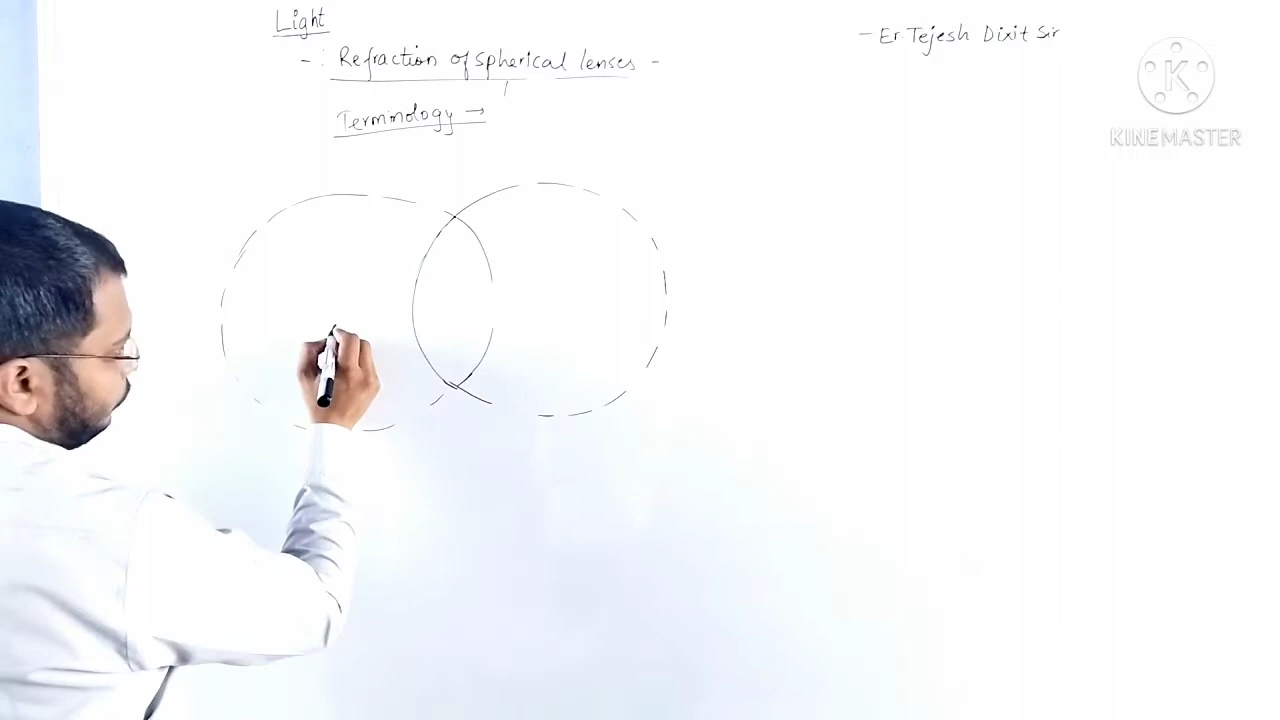 Light
- Er. Tejesh Dixit Sir
- : Refraction of spherical lenses -
Terminology →
K
KINEMASTER